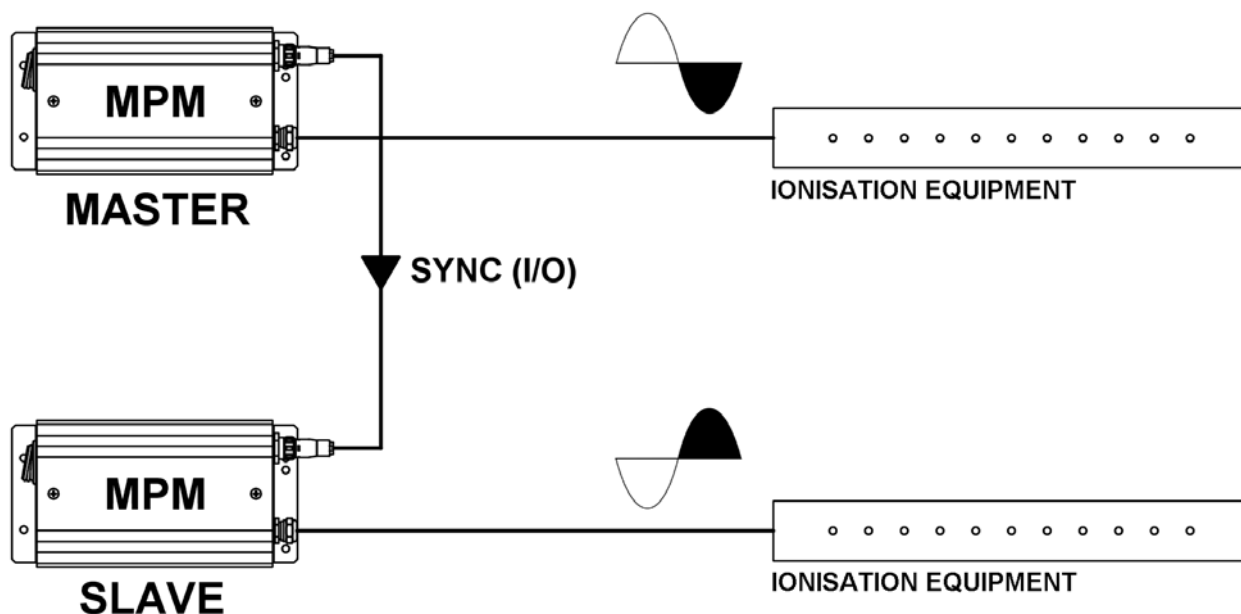 MPM
MASTER
IONISATION EQUIPMENT
SYNC (I/O)
MPM
SLAVE
IONISATION EQUIPMENT